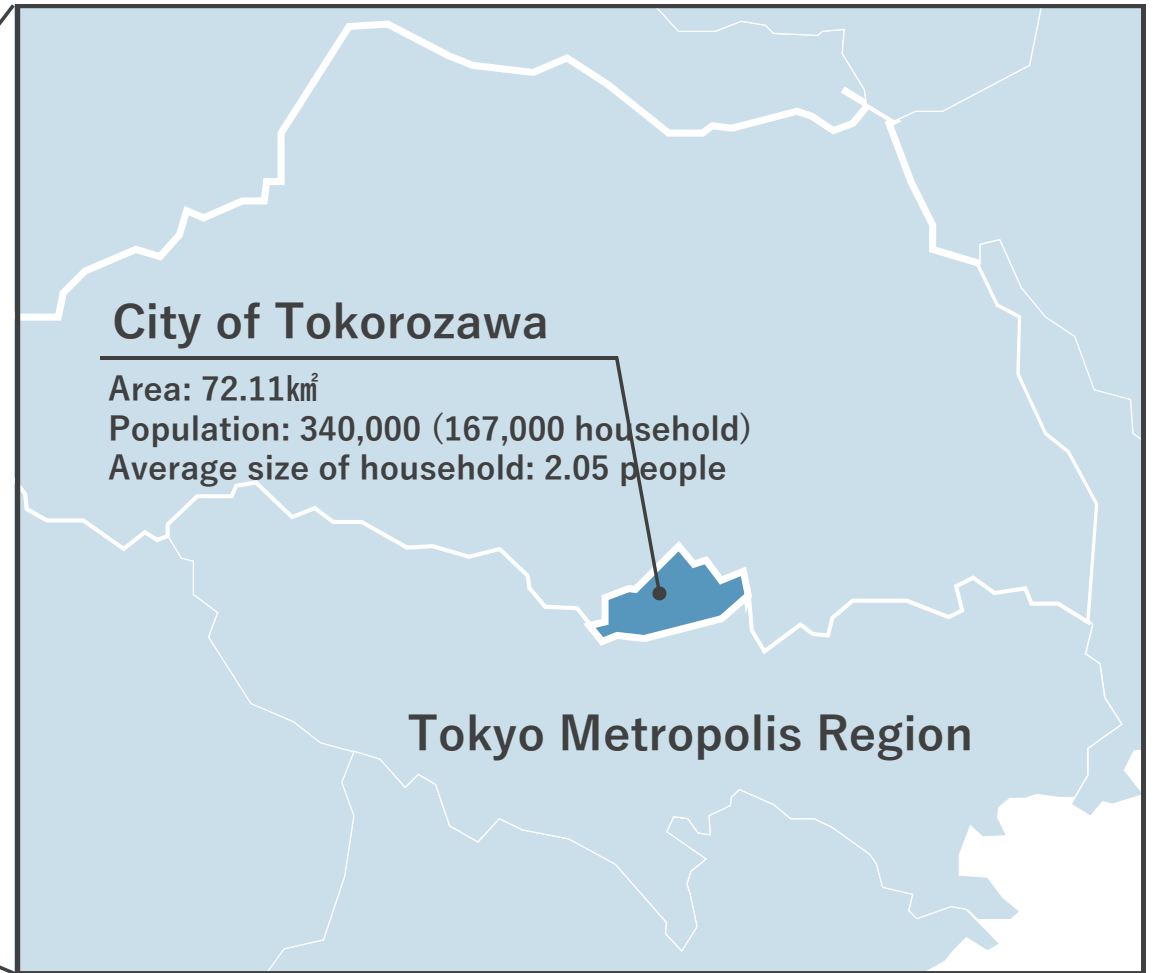 City of Tokorozawa
Area: 72.11㎢
Population: 340,000 (167,000 household)
Average size of household: 2.05 people
Tokyo Metropolis Region